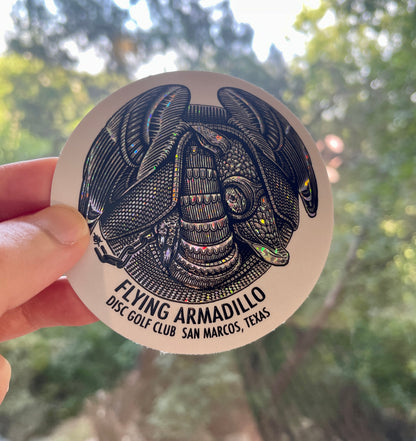 FLYING ARMADILLO
DISC GOLF CLUB SAN MARCOS, TEXAS